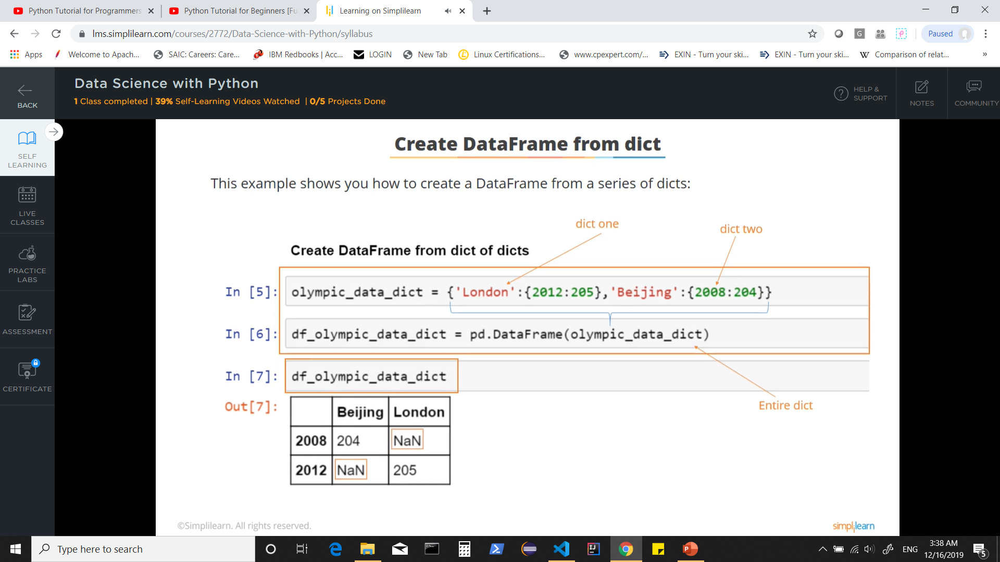 Python Tutorial for Programmers
Python Tutorial for Beginners [Fu
Learning on Simplilearn
lms.simplilearn.com/courses/2772/Data-Science-with-Python/syllabus
G
Paused
Apps
Welcome to Apach...
SAIC: Careers: Care...
IBM Redbooks | Acc...
LOGIN
New Tab
Linux Certifications...
www.cpexpert.com/...
EXIN - Turn your ski...
EXIN - Turn your ski...
W
Comparison of relat...
»
BACK
Data Science with Python
1 Class completed | 39% Self-Learning Videos Watched | 0/5 Projects Done
?
HELP &
SUPPORT
NOTES
COMMUNITY
SELF
LEARNING
LIVE
CLASSES
PRACTICE
LABS
ASSESSMENT
CERTIFICATE
Create DataFrame from dict
This example shows you how to create a DataFrame from a series of dicts:
dict one
dict two
Create DataFrame from dict of dicts
In [5]: olympic_data_dict = {'London':{2012:205},'Beijing':{2008:204}}
In [6]: df_olympic_data_dict = pd.DataFrame(olympic_data_dict)
In [7]: df_olympic_data_dict
Entire dict
Out[7]:
Beijing London
2008 204 NaN
2012 NaN 205
©Simplilearn. All rights reserved.
simplilearn
Type here to search
IJ
P
ENG
3:38 AM
12/16/2019
5